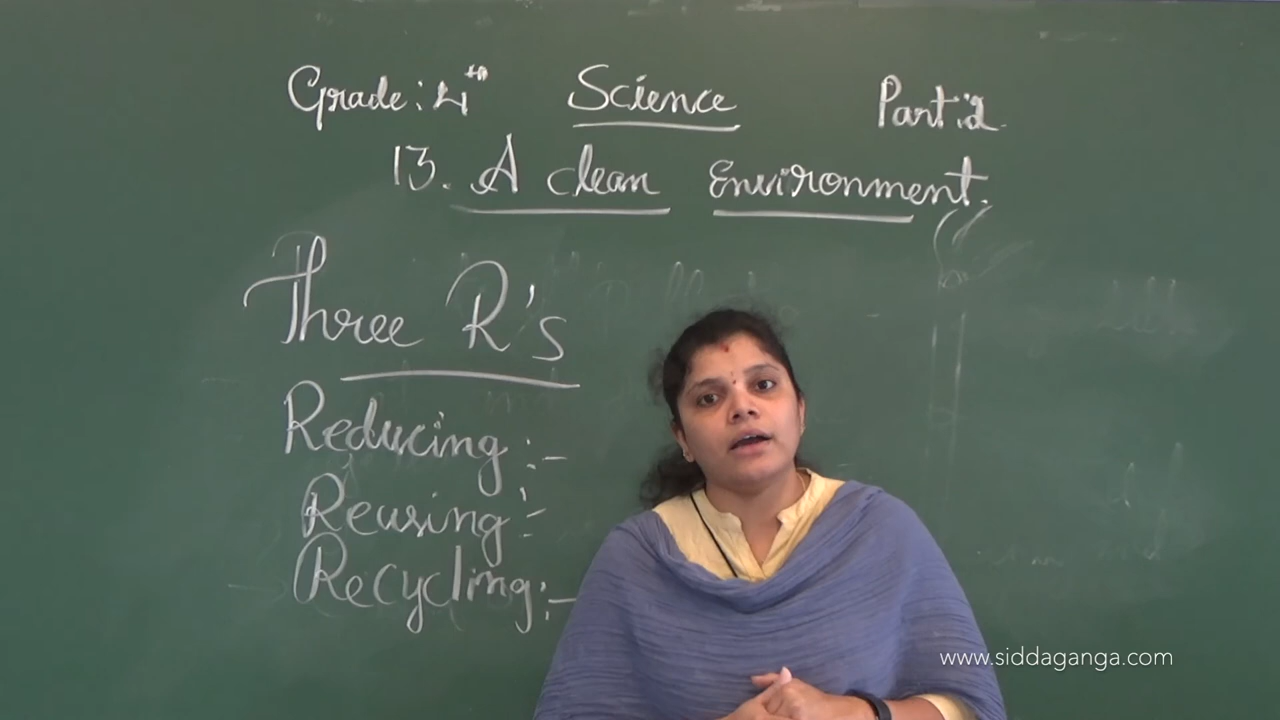 Grade: 4th Science Part:2
13. A clean Environment.
Three R's
Reducing :-
Reusing :-
Recycling :-
www.siddaganga.com